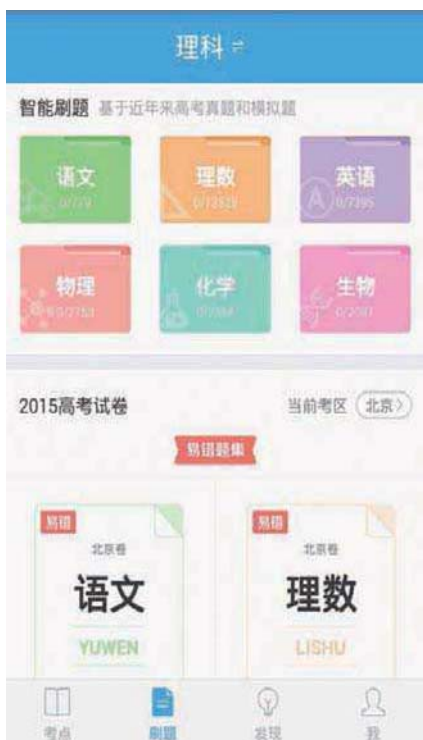 理科 ⇌
智能刷题 基于近年来高考真题和模拟题
语文 理数 英语
物理 化学 生物
2015高考试卷 当前考区 北京 >
易错题集
易错 易错
北京卷 北京卷
语文 理数
YUWEN LISHU
考点 刷题 发现 我